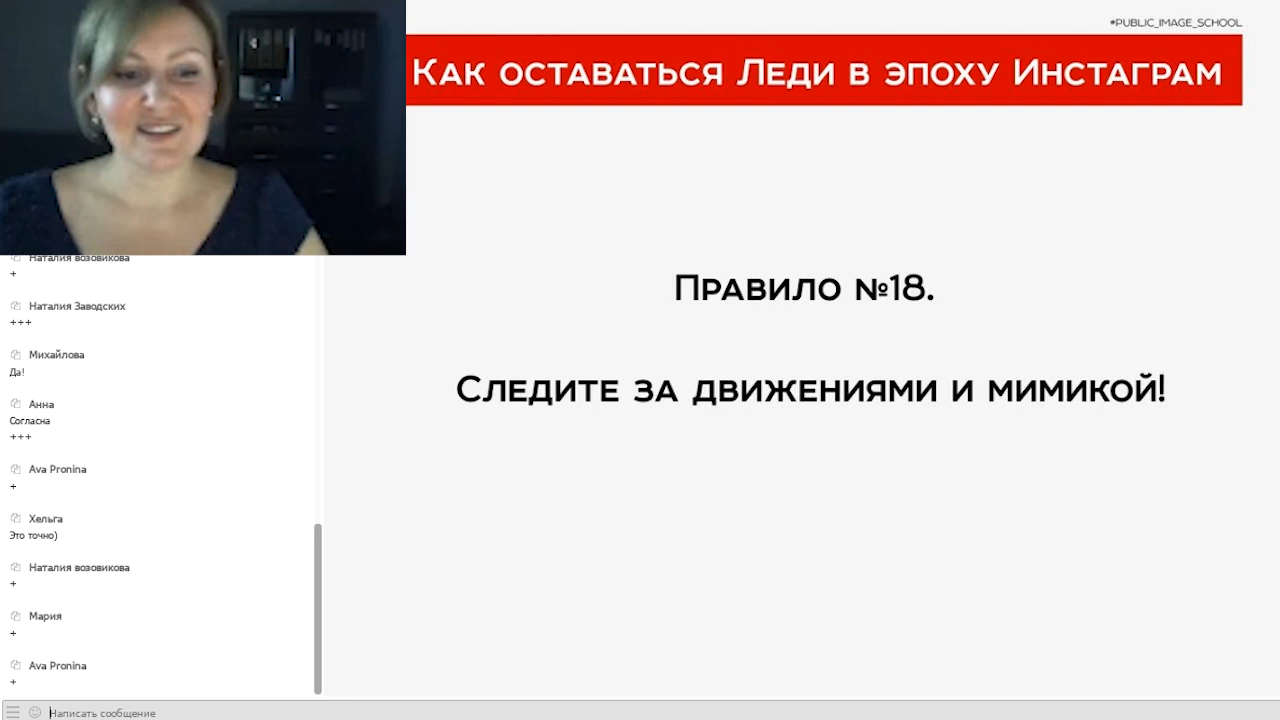 #PUBLIC_IMAGE_SCHOOL
Как оставаться Леди в эпоху Инстаграм
Правило №18.
Следите за движениями и мимикой!
Наталия возовикова
+
Наталия Заводских
+++
Михайлова
Да!
Анна
Согласна
+++
Ava Pronina
+
Хельга
Это точно)
Наталия возовикова
+
Мария
+
Ava Pronina
+
Написать сообщение